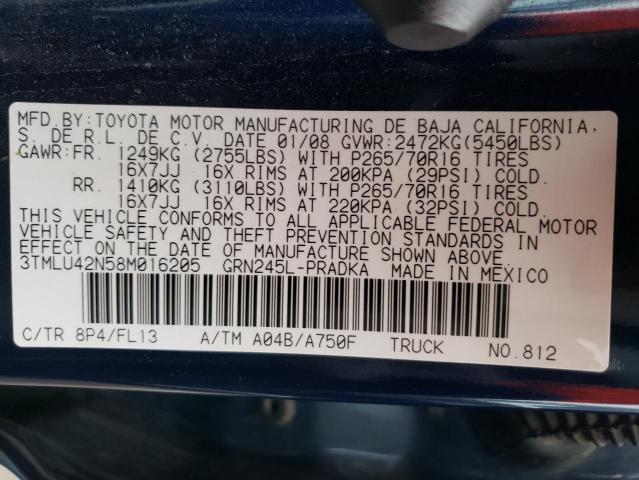 MFD.BY:TOYOTA MOTOR MANUFACTURING DE BAJA CALIFORNIA,
S. DE R.L. DE C.V. DATE 01/08 GVWR:2472KG(5450LBS)
GAWR:FR. 1249KG (2755LBS) WITH P265/70R16 TIRES
16X7JJ 16X RIMS AT 200KPA (29PSI) COLD.
RR. 1410KG (3110LBS) WITH P265/70R16 TIRES
16X7JJ 16X RIMS AT 220KPA (32PSI) COLD.
THIS VEHICLE CONFORMS TO ALL APPLICABLE FEDERAL MOTOR
VEHICLE SAFETY AND THEFT PREVENTION STANDARDS IN
EFFECT ON THE DATE OF MANUFACTURE SHOWN ABOVE.
3TMLU42N58M016205 GRN245L-PRADKA MADE IN MEXICO
C/TR 8P4/FL13 A/TM A04B/A750F TRUCK NO.812